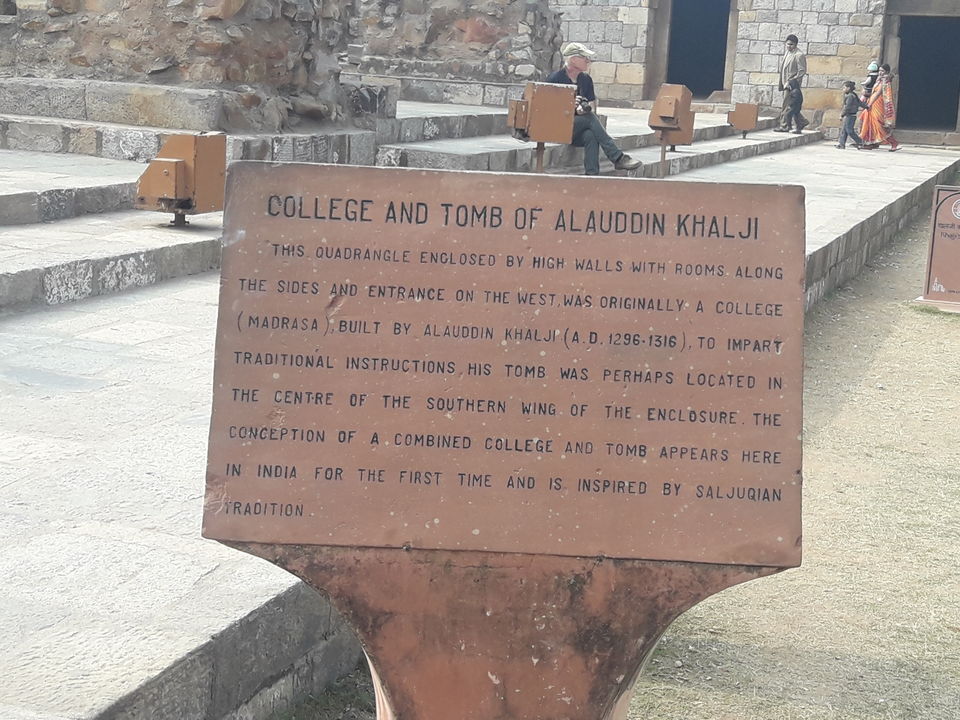 COLLEGE AND TOMB OF ALAUDDIN KHALJI
THIS QUADRANGLE ENCLOSED BY HIGH WALLS WITH ROOMS ALONG
THE SIDES AND ENTRANCE ON THE WEST, WAS ORIGINALLY A COLLEGE
(MADRASA), BUILT BY ALAUDDIN KHALJI (A.D. 1296-1316), TO IMPART
TRADITIONAL INSTRUCTIONS, HIS TOMB WAS PERHAPS LOCATED IN
THE CENTRE OF THE SOUTHERN WING OF THE ENCLOSURE. THE
CONCEPTION OF A COMBINED COLLEGE AND TOMB APPEARS HERE
IN INDIA FOR THE FIRST TIME AND IS INSPIRED BY SALJUQIAN
TRADITION